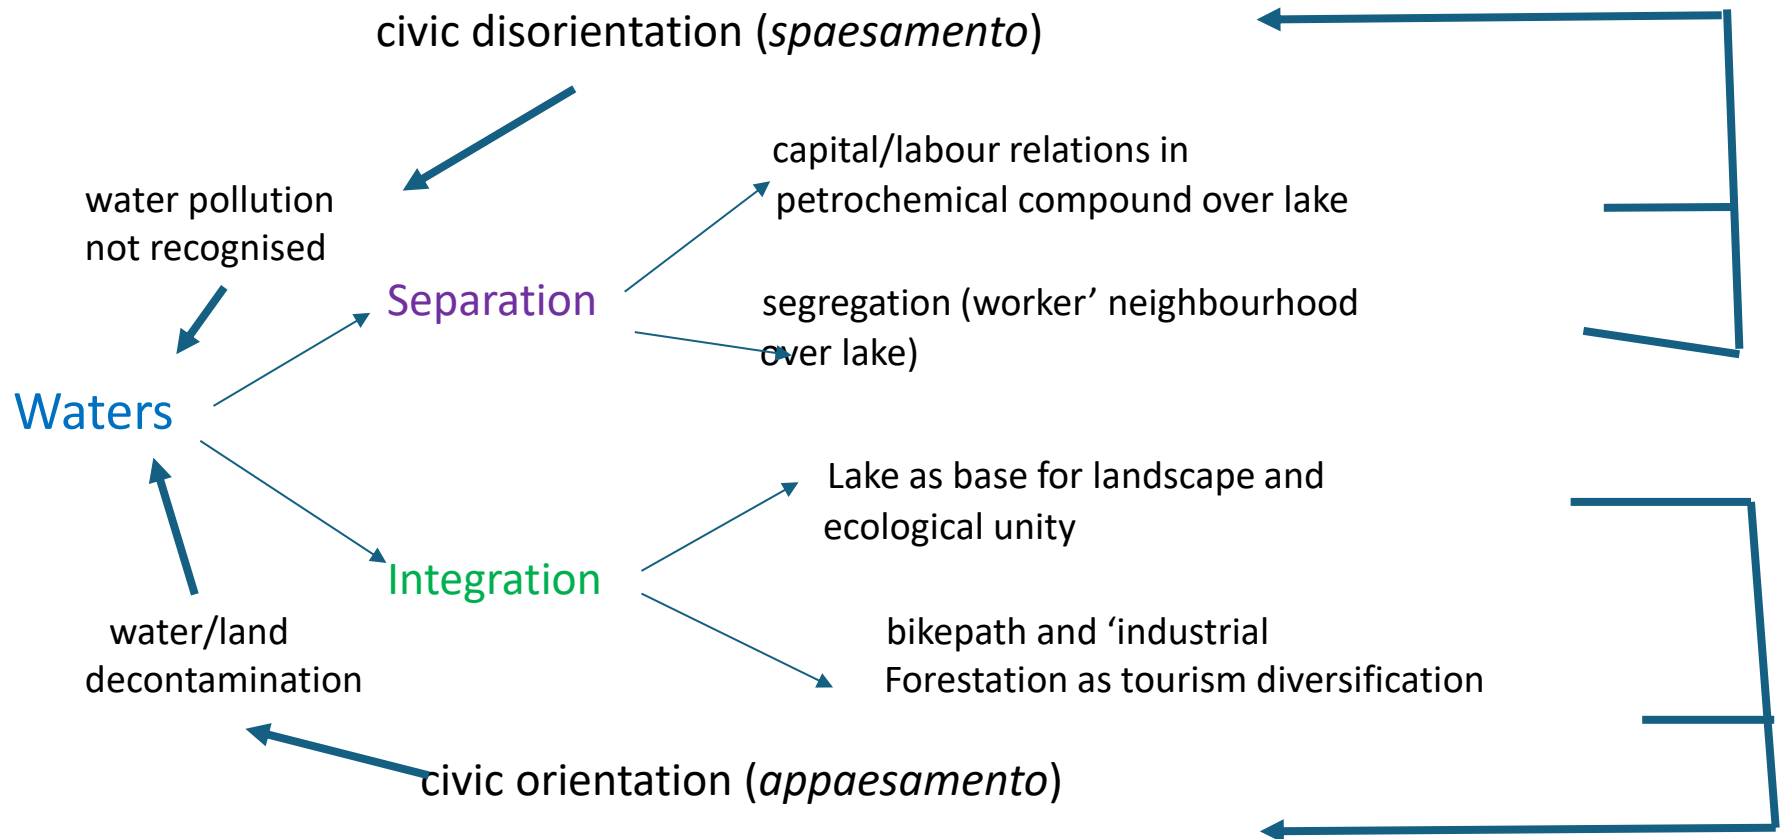 civic disorientation (spaesamento)
capital/labour relations in
petrochemical compound over lake
water pollution
not recognised
Separation
segregation (worker’ neighbourhood
over lake)
Waters
Lake as base for landscape and
ecological unity
Integration
water/land
decontamination
bikepath and ‘industrial
Forestation as tourism diversification
civic orientation (appaesamento)